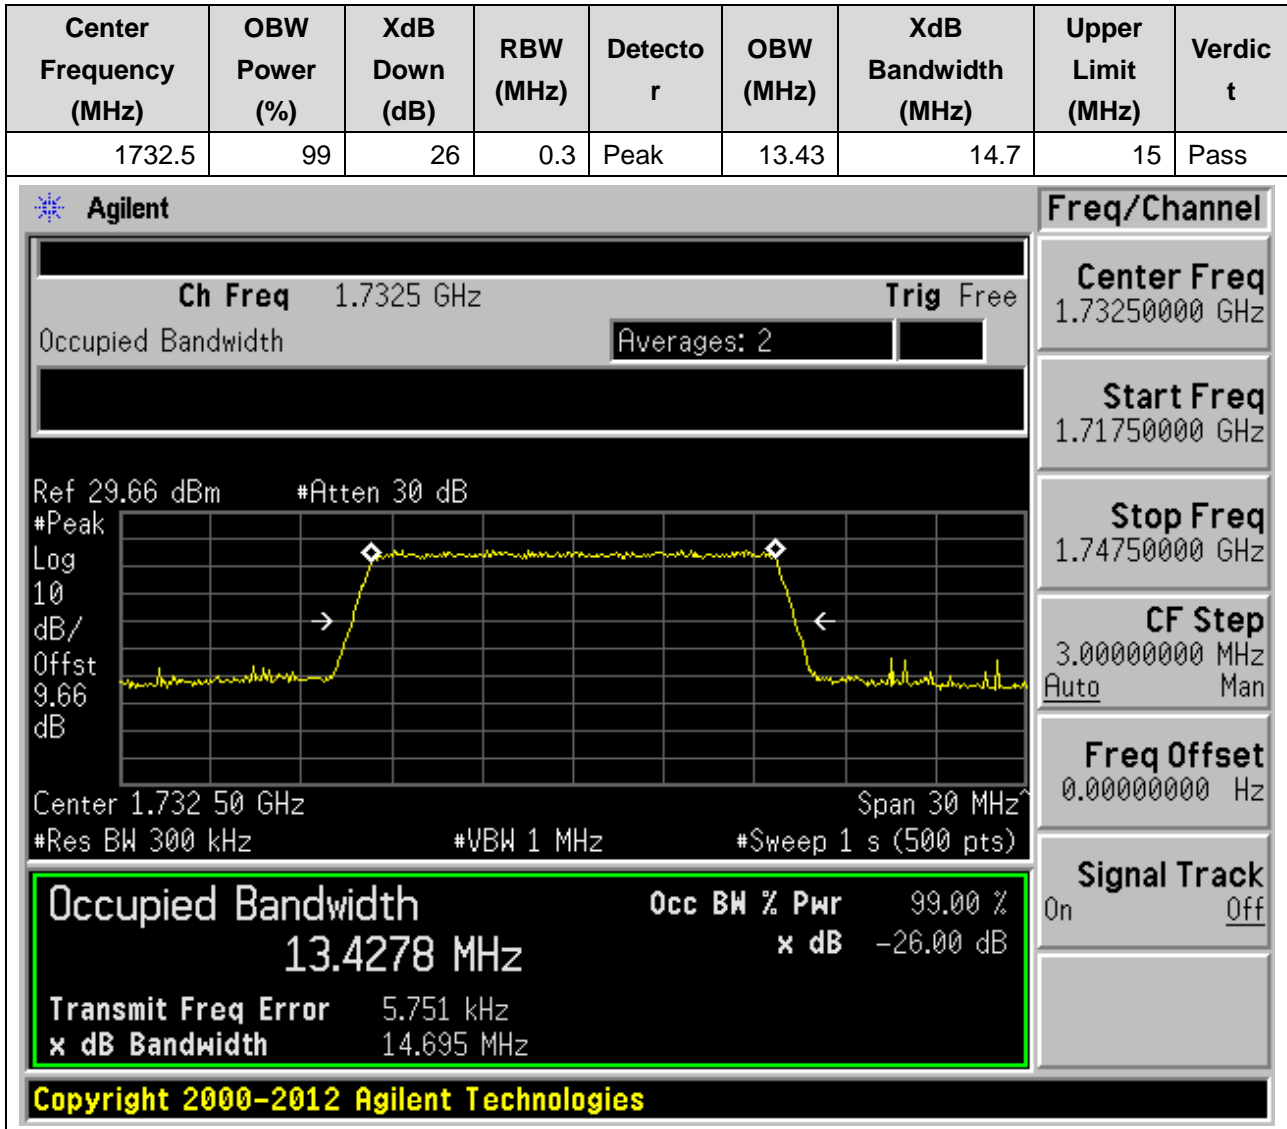 Center Frequency (MHz) OBW Power (%) XdB Down (dB) RBW (MHz) Detector OBW (MHz) XdB Bandwidth (MHz) Upper Limit (MHz) Verdict
1732.5 99 26 0.3 Peak 13.43 14.7 15 Pass
Agilent
Freq/Channel
Ch Freq 1.7325 GHz Trig Free
Occupied Bandwidth Averages: 2
Ref 29.66 dBm #Atten 30 dB
#Peak
Log
10
dB/
Offst
9.66
dB
Center 1.732 50 GHz Span 30 MHz^
#Res BW 300 kHz #VBW 1 MHz #Sweep 1 s (500 pts)
Occupied Bandwidth Occ BW % Pwr 99.00 %
13.4278 MHz x dB -26.00 dB
Transmit Freq Error 5.751 kHz
x dB Bandwidth 14.695 MHz
Center Freq
1.73250000 GHz
Start Freq
1.71750000 GHz
Stop Freq
1.74750000 GHz
CF Step
3.00000000 MHz
Auto Man
Freq Offset
0.00000000 Hz
Signal Track
On Off
Copyright 2000-2012 Agilent Technologies